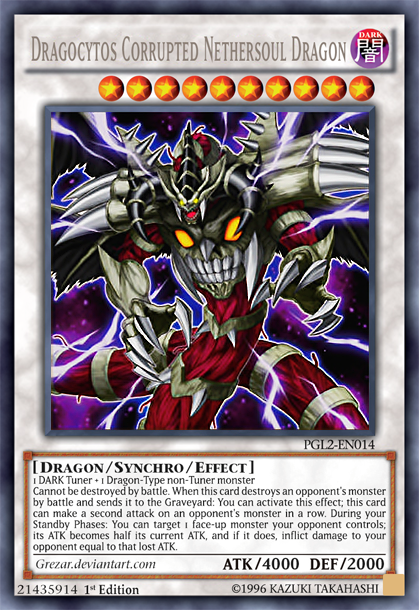 DRAGOCYTOS CORRUPTED NETHERSOUL DRAGON
DARK
闇
PGL2-EN014
[DRAGON/SYNCHRO/EFFECT]
1 DARK Tuner + 1 Dragon-Type non-Tuner monster
Cannot be destroyed by battle. When this card destroys an opponent's monster
by battle and sends it to the Graveyard: You can activate this effect; this card
can make a second attack on an opponent's monster in a row. During your
Standby Phases: You can target 1 face-up monster your opponent controls;
its ATK becomes half its current ATK, and if it does, inflict damage to your
opponent equal to that lost ATK.
Grezar.deviantart.com
ATK/4000 DEF/2000
21435914 1st Edition
©1996 KAZUKI TAKAHASHI